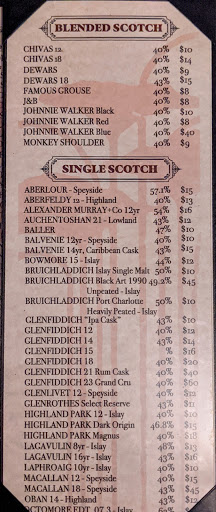 BLENDED SCOTCH
CHIVAS 12 40% $10
CHIVAS 18 40% $14
DEWARS 40% $9
DEWARS 18 43% $15
FAMOUS GROUSE 40% $8
J&B 40% $8
JOHNNIE WALKER Black 40% $10
JOHNNIE WALKER Red 40% $8
JOHNNIE WALKER Blue 40% $40
MONKEY SHOULDER 40% $9
SINGLE SCOTCH
ABERLOUR - Speyside 57.1% $15
ABERFELDY 12 - Highland 40% $13
ALEXANDER MURRAY+Co 12yr 54% $16
AUCHENTOSHAN 21 - Lowland 43% $12
BALLER 47% $10
BALVENIE 12yr - Speyside 40% $10
BALVENIE 14yr, Caribbean Cask 43% $15
BOWMORE 15 - Islay 44% $12
BRUICHLADDICH Islay Single Malt 50% $10
BRUICHLADDICH Black Art 1990 49.2% $45
Unpeated - Islay
BRUICHLADDICH Port Charlotte 50% $10
Heavily Peated - Islay
GLENFIDDICH "Ipa Cask" 43% $10
GLENFIDDICH 12 40% $12
GLENFIDDICH 14 43% $14
GLENFIDDICH 15 % $16
GLENFIDDICH 18 40% $20
GLENFIDDICH 21 Rum Cask 40% $40
GLENFIDDICH 23 Grand Cru 40% $60
GLENLIVET 12 - Speyside 40% $12
GLENROTHES Select Reserve 43% $11
HIGHLAND PARK 12 - Islay 40% $10
HIGHLAND PARK Dark Origin 46.8% $15
HIGHLAND PARK Magnus 40% $18
LAGAVULIN 8yr - Islay 48% $13
LAGAVULIN 16yr - Islay 43% $16
LAPHROAIG 10yr - Islay 40% $10
MACALLAN 12 - Speyside 40% $15
MACALLAN 18 - Speyside 43% $45
OBAN 14 - Highland 43%
OCTOMORE EDT. 07.3 - Islay